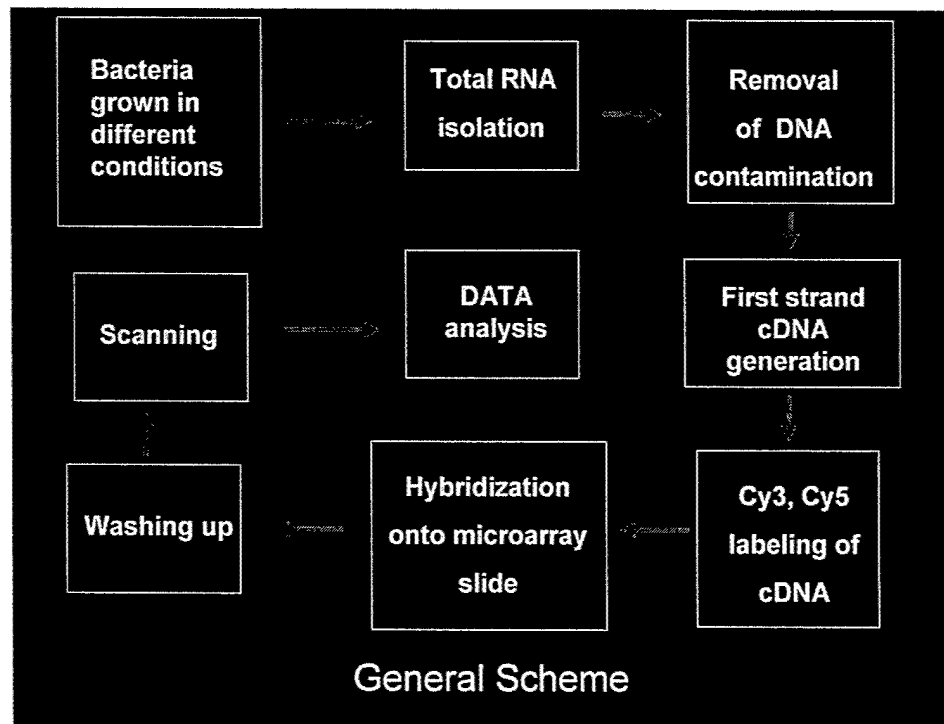 Bacteria
grown in
different
conditions
Total RNA
isolation
Removal
of DNA
contamination
First strand
cDNA
generation
Cy3, Cy5
labeling of
cDNA
Hybridization
onto microarray
slide
Washing up
Scanning
DATA
analysis
General Scheme